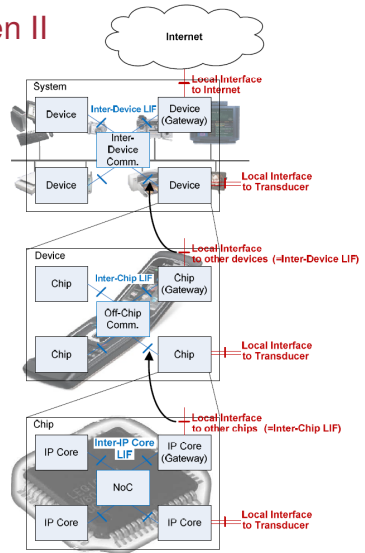 en II
Internet
Local Interface
to Internet
System
Device
Inter-Device LIF
Device
(Gateway)
Inter-
Device
Comm.
Device
Device
Local Interface
to Transducer
Local Interface
to other devices (=Inter-Device LIF)
Device
Chip
Inter-Chip LIF
Chip
(Gateway)
Off-Chip
Comm.
Chip
Chip
Local Interface
to Transducer
Local Interface
to other chips (=Inter-Chip LIF)
Chip
IP Core
Inter-IP Core
LIF
IP Core
(Gateway)
NoC
IP Core
IP Core
Local Interface
to Transducer